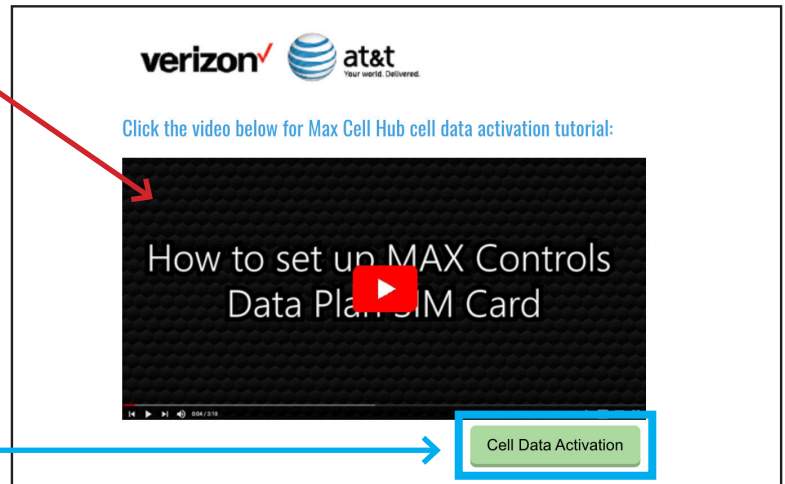 verizon at&t
Your world. Delivered.
Click the video below for Max Cell Hub cell data activation tutorial:
How to set up MAX Controls
Data Plan SIM Card
0:04 / 3:18
Cell Data Activation